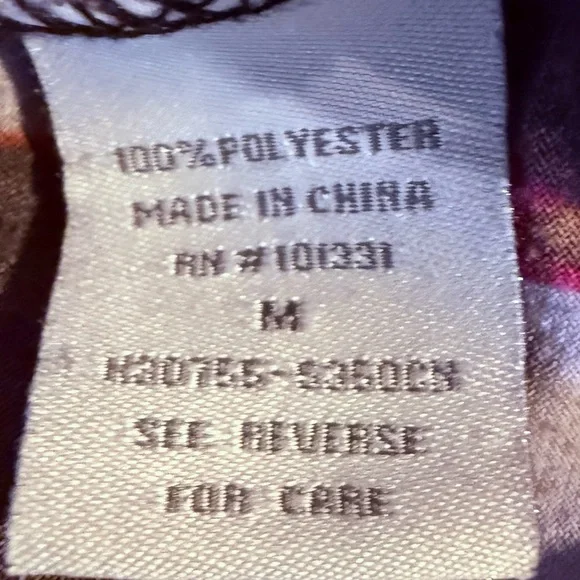 100% POLYESTER
MADE IN CHINA
RN #101331
M
H30755-S350CN
SEE REVERSE
FOR CARE